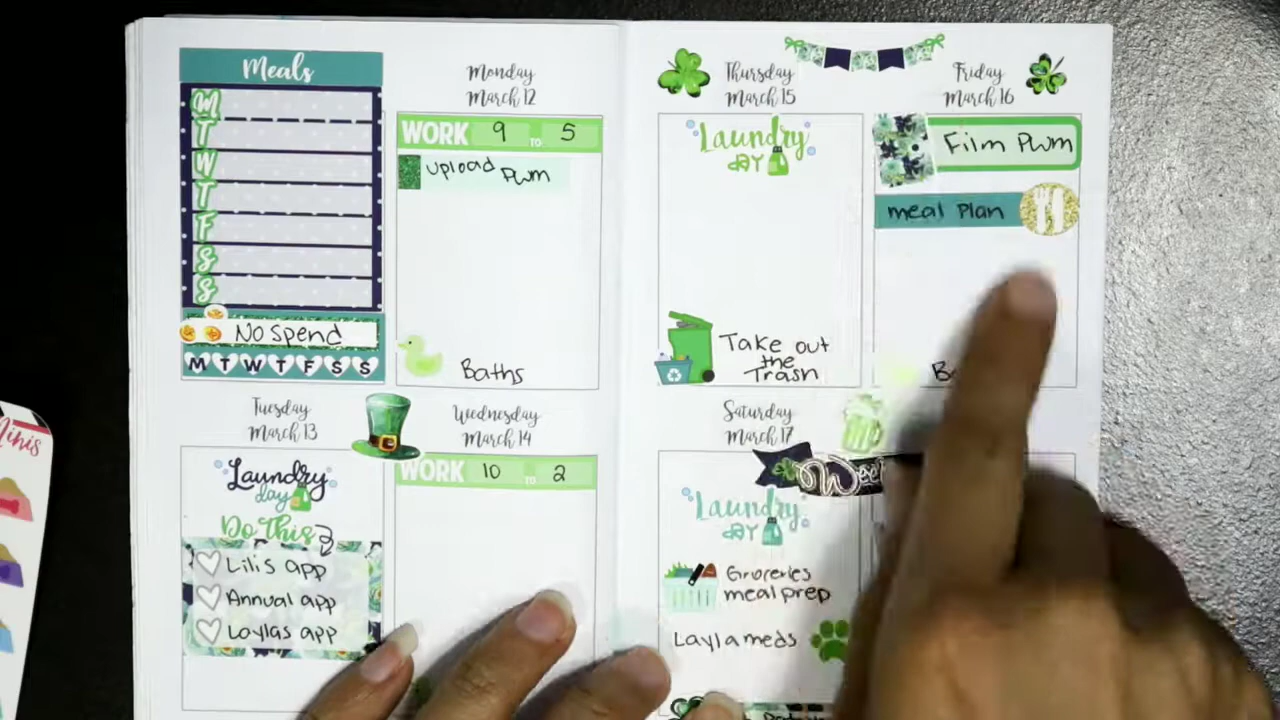 Meals
M
T
W
T
F
S
S
No spend
M T W T F S S
Monday
March 12
WORK 9 TO 5
upload Pwm
Baths
Tuesday
March 13
Laundry
day
Do This
Lilis app
Annual app
Laylas app
Wednesday
March 14
WORK 10 TO 2
Thursday
March 15
Laundry
DAY
Take out
the
Trash
Friday
March 16
Film Pwm
meal Plan
Saturday
March 17
Laundry
DAY
Groceries
meal prep
Layla meds
Minis